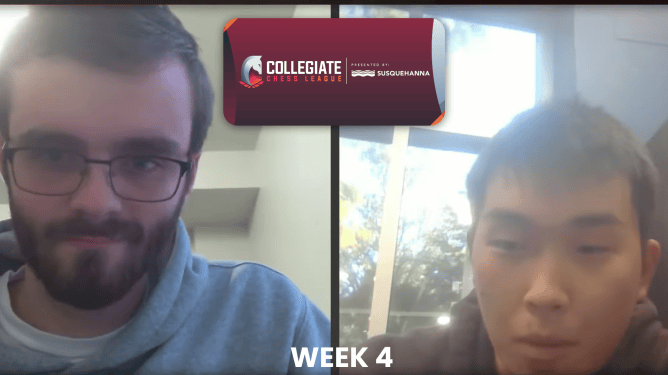 COLLEGIATE
CHESS LEAGUE
PRESENTED BY:
SUSQUEHANNA
WEEK 4